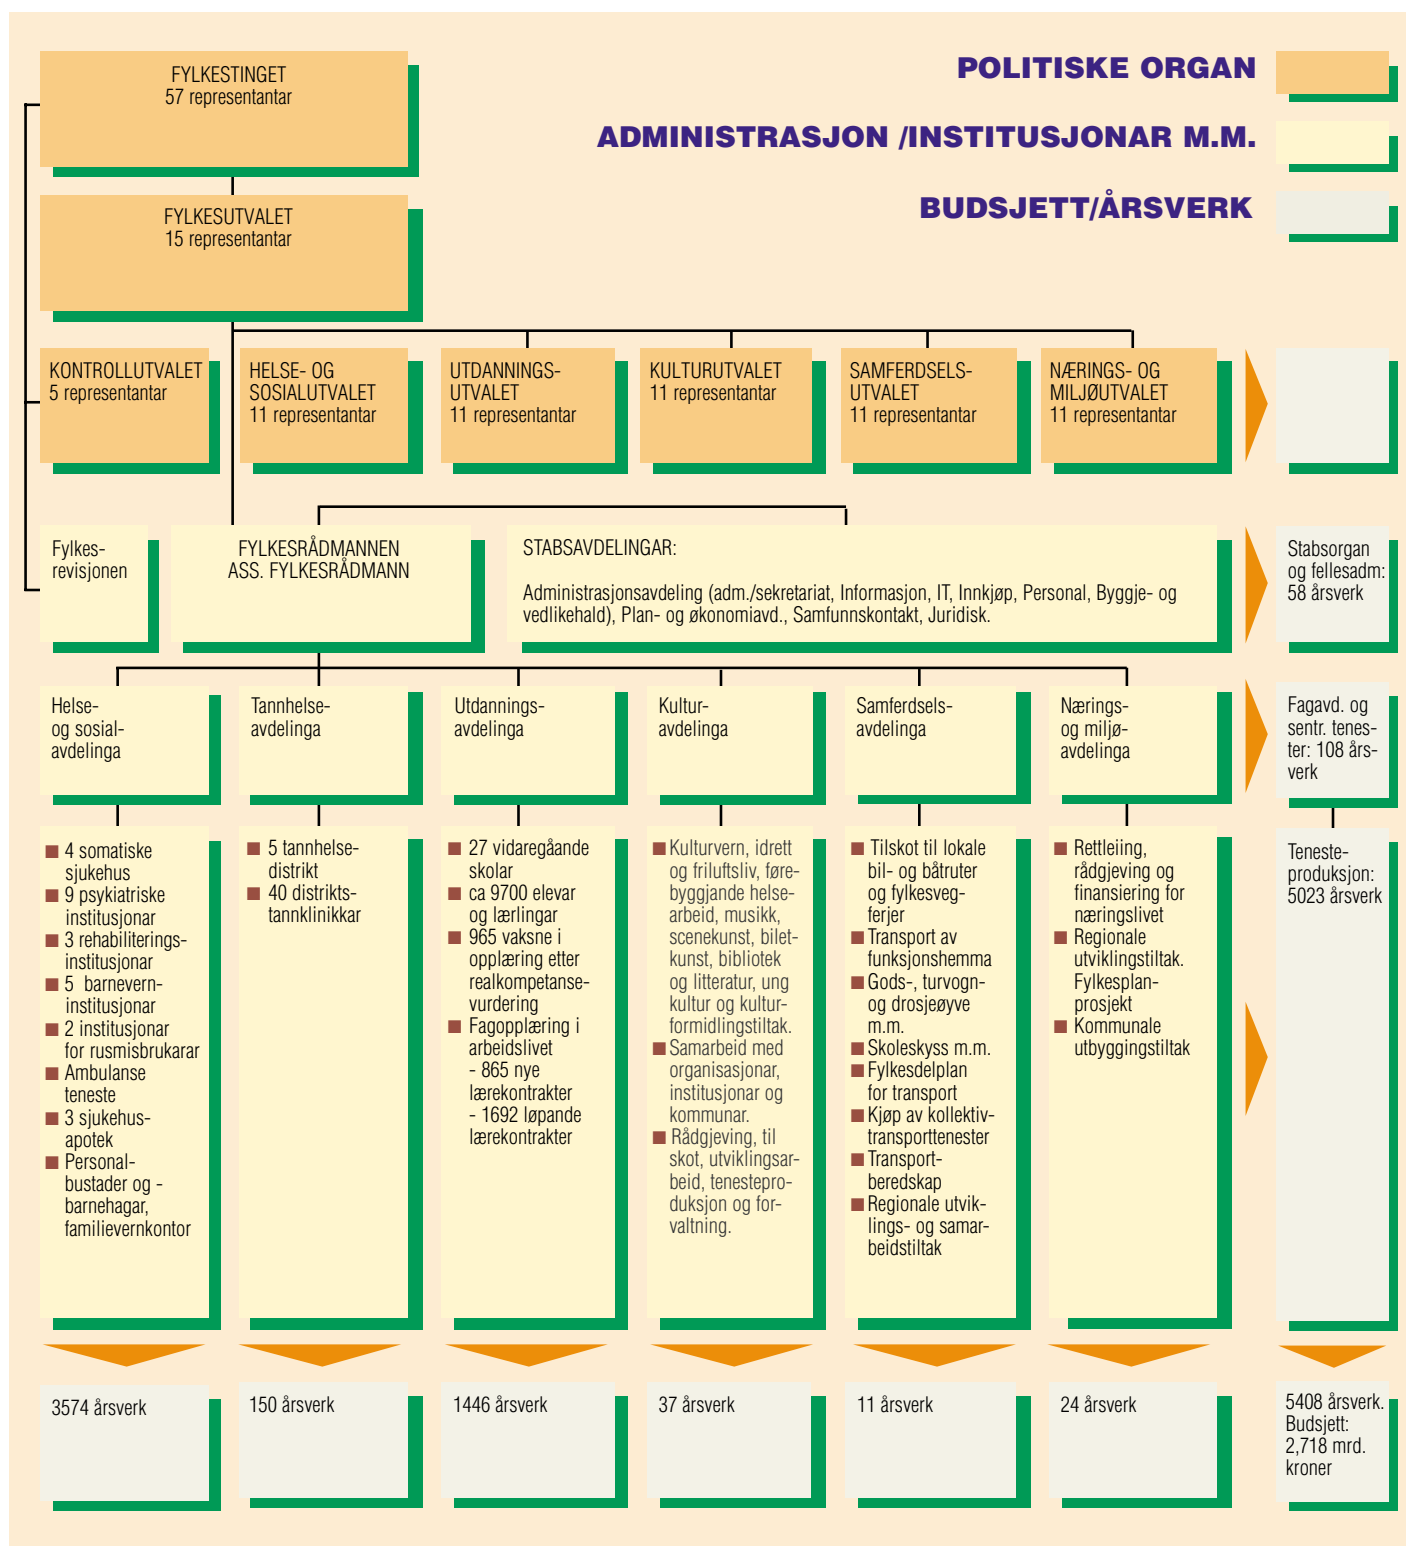 FYLKESTINGET
57 representantar
POLITISKE ORGAN
ADMINISTRASJON /INSTITUSJONAR M.M.
BUDSJETT/ÅRSVERK
FYLKESUTVALET
15 representantar
KONTROLLUTVALET
5 representantar
HELSE- OG
SOSIALUTVALET
11 representantar
UTDANNINGS-
UTVALET
11 representantar
KULTURUTVALET
11 representantar
SAMFERDSELS-
UTVALET
11 representantar
NÆRINGS- OG
MILJØUTVALET
11 representantar
Fylkes-
revisjonen
FYLKESRÅDMANNEN
ASS. FYLKESRÅDMANN
STABSAVDELINGAR:
Administrasjonsavdeling (adm./sekretariat, Informasjon, IT, Innkjøp, Personal, Byggje- og
vedlikehald), Plan- og økonomiavd., Samfunnskontakt, Juridisk.
Stabsorgan
og fellesadm:
58 årsverk
Helse-
og sosial-
avdelinga
Tannhelse-
avdelinga
Utdannings-
avdelinga
Kultur-
avdelinga
Samferdsels-
avdelinga
Nærings-
og miljø-
avdelinga
Fagavd. og
sentr. tenes-
ter: 108 års-
verk
■ 4 somatiske
sjukehus
■ 9 psykiatriske
institusjonar
■ 3 rehabiliterings-
institusjonar
■ 5 barnevern-
institusjonar
■ 2 institusjonar
for rusmisbrukarar
■ Ambulanse
teneste
■ 3 sjukehus-
apotek
■ Personal-
bustader og -
barnehagar,
familievernkontor
■ 5 tannhelse-
distrikt
■ 40 distrikts-
tannklinikkar
■ 27 vidaregåande
skolar
■ ca 9700 elevar
og lærlingar
■ 965 vaksne i
opplæring etter
realkompetanse-
vurdering
■ Fagopplæring i
arbeidslivet
- 865 nye
lærekontrakter
- 1692 løpande
lærekontrakter
■ Kulturvern, idrett
og friluftsliv, føre-
byggjande helse-
arbeid, musikk,
scenekunst, bilet-
kunst, bibliotek
og litteratur, ung
kultur og kultur-
formidlingstiltak.
■ Samarbeid med
organisasjonar,
institusjonar og
kommunar.
■ Rådgjeving, til
skot, utviklingsar-
beid, tenestepro-
duksjon og for-
valtning.
■ Tilskot til lokale
bil- og båtruter
og fylkesveg-
ferjer
■ Transport av
funksjonshemma
■ Gods-, turvogn-
og drosjeøyve
m.m.
■ Skoleskyss m.m.
■ Fylkesdelplan
for transport
■ Kjøp av kollektiv-
transporttenester
■ Transport-
beredskap
■ Regionale utvik-
lings- og samar-
beidstiltak
■ Rettleiing,
rådgjeving og
finansiering for
næringslivet
■ Regionale
utviklingstiltak.
Fylkesplan-
prosjekt
■ Kommunale
utbyggingstiltak
Teneste-
produksjon:
5023 årsverk
3574 årsverk
150 årsverk
1446 årsverk
37 årsverk
11 årsverk
24 årsverk
5408 årsverk.
Budsjett:
2,718 mrd.
kroner